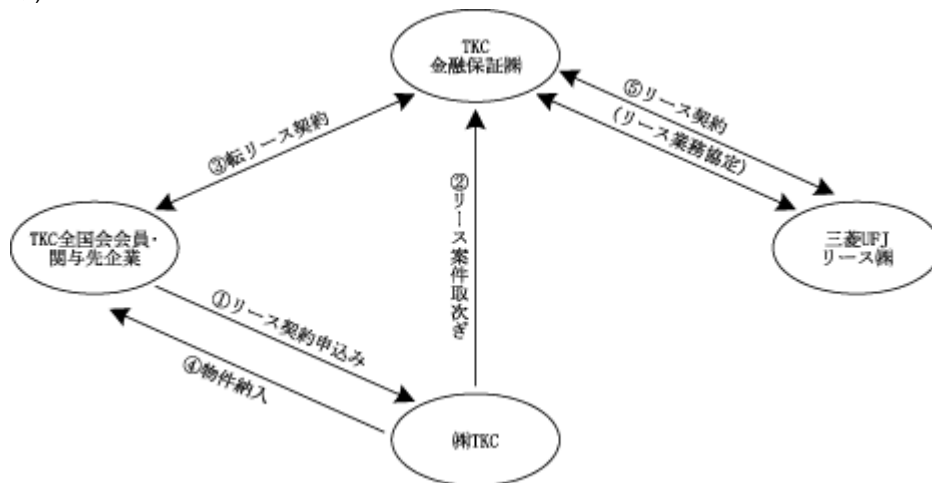 TKC
金融保証㈱
⑤リース契約
(リース業務協定)
③転リース契約
②リース案件取次ぎ
TKC全国会会員・
関与先企業
三菱UFJ
リース㈱
①リース契約申込み
④物件納入
㈱TKC